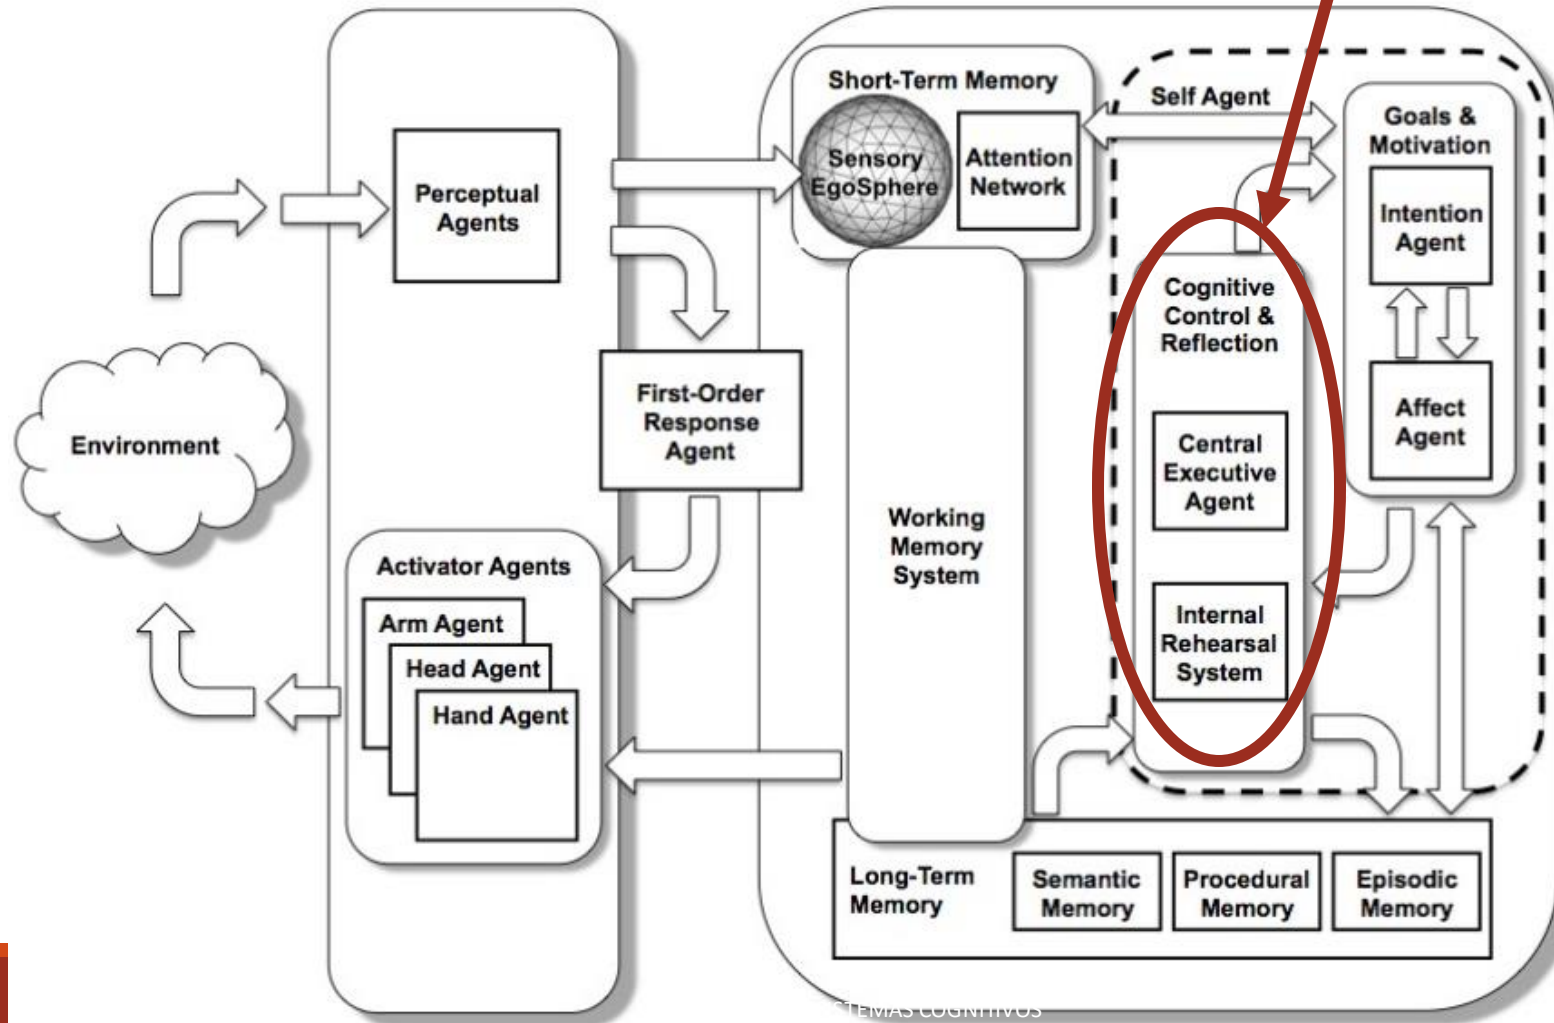 Short-Term Memory
Sensory
EgoSphere
Attention
Network
Self Agent
Goals &
Motivation
Intention
Agent
Affect
Agent
Perceptual
Agents
Cognitive
Control &
Reflection
Central
Executive
Agent
Internal
Rehearsal
System
First-Order
Response
Agent
Environment
Working
Memory
System
Activator Agents
Arm Agent
Head Agent
Hand Agent
Long-Term
Memory
Semantic
Memory
Procedural
Memory
Episodic
Memory
COGNITIVOS